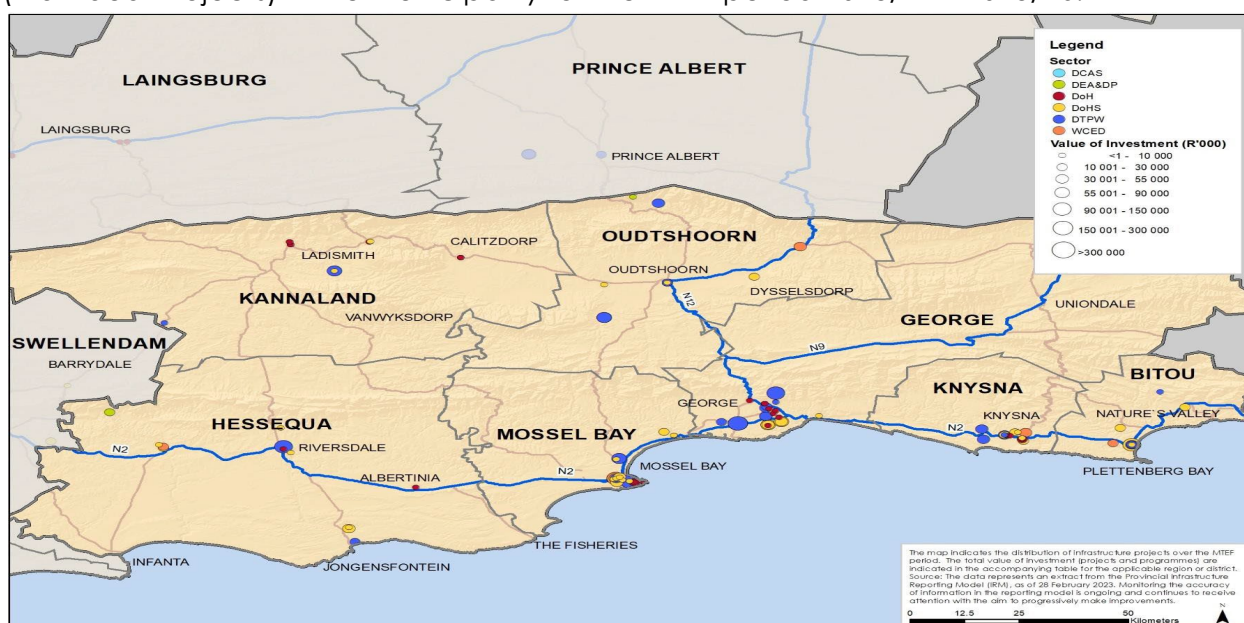 LAINGSBURG
PRINCE ALBERT
LAINGSBURG
PRINCE ALBERT
CALITZDORP
OUDTSHOORN
LADISMITH
OUDTSHOORN
DYSSELSDORP
KANNALAND
N12
VANWYKSDORP
UNIONDALE
GEORGE
SWELLENDAM
BARRYDALE
N9
BITOU
KNYSNA
GEORGE
KNYSNA
NATURE`S VALLEY
HESSEQUA
MOSSEL BAY
N2
N2
RIVERSDALE
MOSSEL BAY
N2
PLETTENBERG BAY
ALBERTINIA
THE FISHERIES
INFANTA
JONGENSFONTEIN
Legend
Sector
DCAS
DEA&DP
DoH
DoHS
DTPW
WCED
Value of Investment (R'000)
<1 - 10 000
10 001 - 30 000
30 001 - 55 000
55 001 - 90 000
90 001 - 150 000
150 001 - 300 000
>300 000
The map indicates the distribution of infrastructure projects over the MTEF
period. The total value of investment (projects and programmes) are
indicated in the accompanying table for the applicable region or district.
Source: The data represents an extract from the Provincial Infrastructure
Reporting Model (IRM), as of 28 February 2023. Monitoring the accuracy
of information in the reporting model is ongoing and continues to receive
attention with the aim to progressively make improvements.
0 12.5 25 50
Kilometers
N